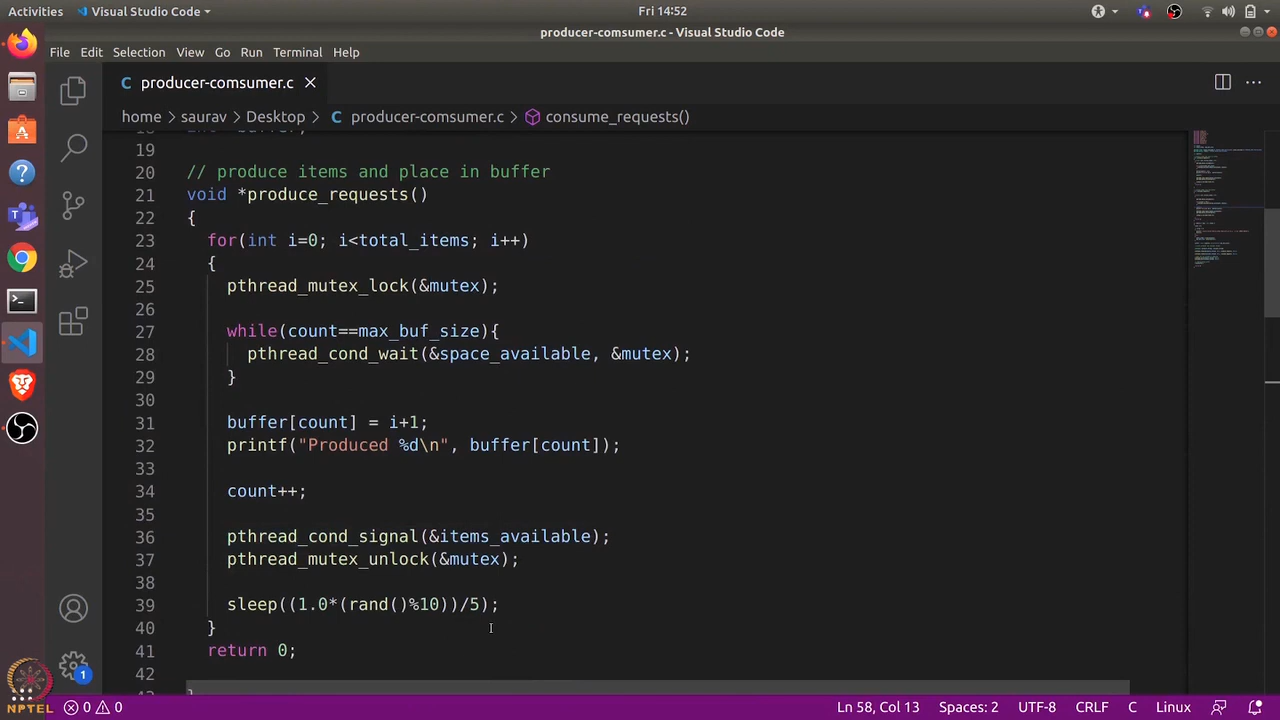 Activities Visual Studio Code Fri 14:52
producer-comsumer.c - Visual Studio Code
File Edit Selection View Go Run Terminal Help
C producer-comsumer.c
home > saurav > Desktop > C producer-comsumer.c > consume_requests()
18 int *buffer;
19
20 // produce items and place in buffer
21 void *produce_requests()
22 {
23 for(int i=0; i<total_items; i++)
24 {
25 pthread_mutex_lock(&mutex);
26
27 while(count==max_buf_size){
28 pthread_cond_wait(&space_available, &mutex);
29 }
30
31 buffer[count] = i+1;
32 printf("Produced %d\n", buffer[count]);
33
34 count++;
35
36 pthread_cond_signal(&items_available);
37 pthread_mutex_unlock(&mutex);
38
39 sleep((1.0*(rand()%10))/5);
40 }
41 return 0;
42
43 }
1
NPTEL
0 0 Ln 58, Col 13 Spaces: 2 UTF-8 CRLF C Linux